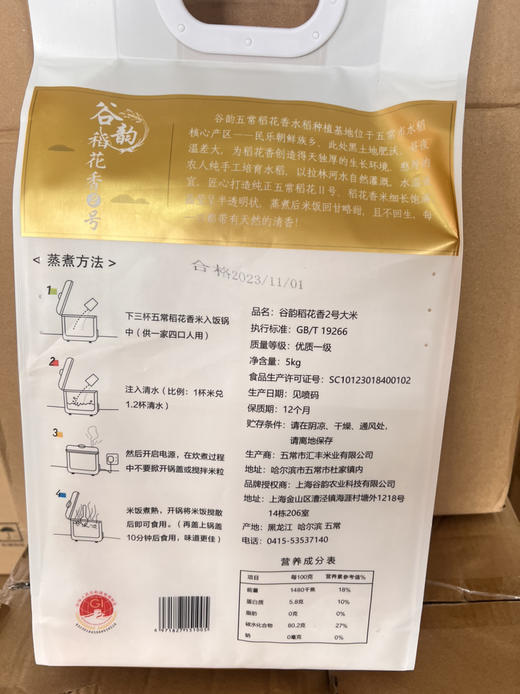 谷韵
稻花香2号
谷韵五常稻花香水稻种植基地位于五常市水稻
核心产区——民乐朝鲜族乡，此处黑土地肥沃，昼夜
温差大，为稻花香创造得天独厚的生长环境，
农人纯手工培育水稻，以拉林河水自然灌溉，水温
宜，匠心打造纯正五常稻花香II号，稻花香米细长饱满
呈半透明状，蒸煮后米饭回甘略甜，且不回生，每
都带有天然的清香！
<蒸煮方法>
合格2023/11/01
1
下三杯五常稻花香米入饭锅
中（供一家四口人用）
2
注入清水（比例：1杯米兑
1.2杯清水）
3
然后开启电源，在炊煮过程
中不要掀开锅盖或搅拌米粒
4
米饭煮熟，开锅将米饭搅散
后即可食用。（再盖上锅盖
10分钟后食用，味道更佳）
品名：谷韵稻花香2号大米
执行标准：GB/T 19266
质量等级：优质一级
净含量：5kg
食品生产许可证号：SC10123018400102
生产日期：见喷码
保质期：12个月
贮存条件：请在阴凉、干燥、通风处，
请离地保存
生产商：五常市汇丰米业有限公司
地址：哈尔滨市五常市杜家镇内
品牌授权商：上海谷韵农业科技有限公司
地址：上海金山区漕泾镇海涯村塘外1218号
14栋206室
产地：黑龙江 哈尔滨 五常
电话：0415-53537140
营养成分表
项目 每100克 营养素参考值%
能量 1480千焦 18%
蛋白质 5.8克 10%
脂肪 0克 0%
碳水化合物 80.2克 27%
钠 0毫克 0%
GI
6 971827 531005